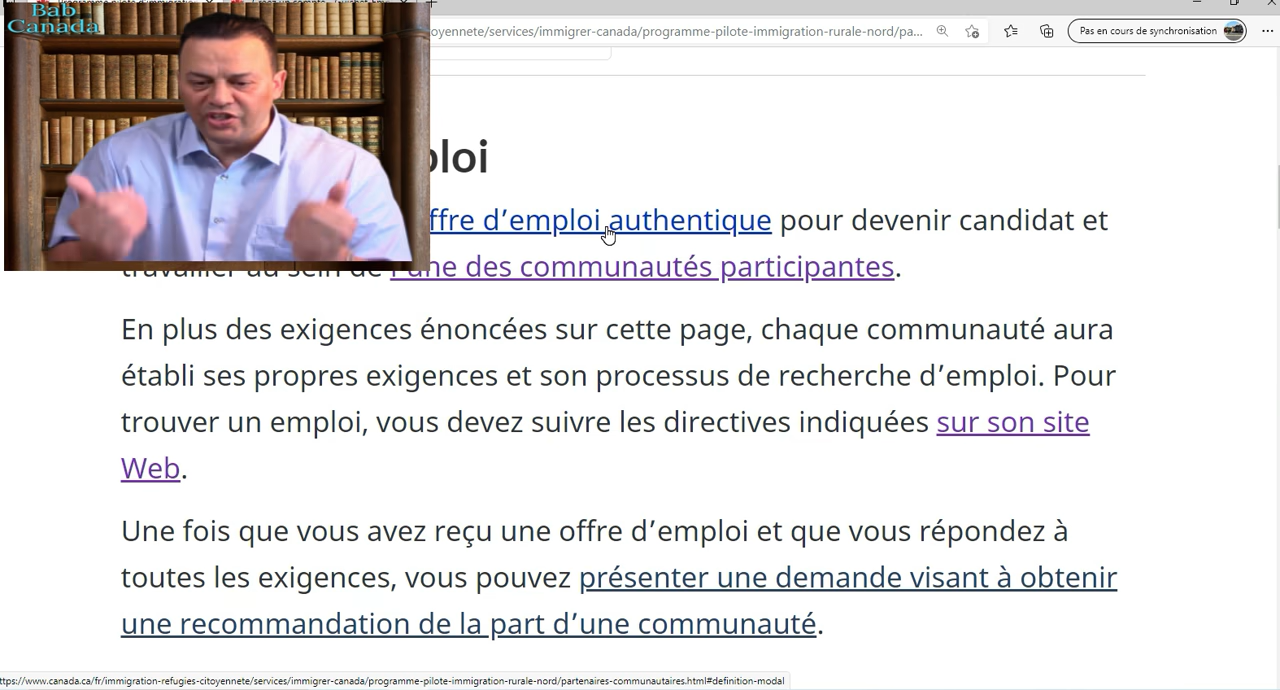 Bab
Canada
oyennete/services/immigrer-canada/programme-pilote-immigration-rurale-nord/pa...
Pas en cours de synchronisation
ploi
ffre d’emploi authentique pour devenir candidat et
travailler au sein de l’une des communautés participantes.
En plus des exigences énoncées sur cette page, chaque communauté aura
établi ses propres exigences et son processus de recherche d’emploi. Pour
trouver un emploi, vous devez suivre les directives indiquées sur son site
Web.
Une fois que vous avez reçu une offre d’emploi et que vous répondez à
toutes les exigences, vous pouvez présenter une demande visant à obtenir
une recommandation de la part d’une communauté.
ttps://www.canada.ca/fr/immigration-refugies-citoyennete/services/immigrer-canada/programme-pilote-immigration-rurale-nord/partenaires-communautaires.html#definition-modal